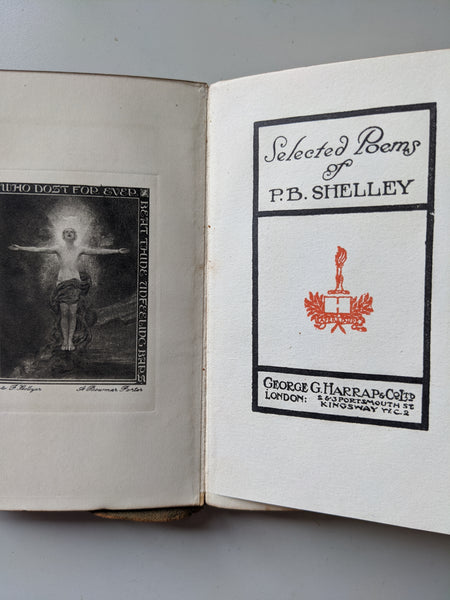 WHO DOST FOR EVER
BEAT THINE UNFEELING BARS
A Bowmer Porter
Selected Poems
of
P.B. SHELLEY
GEORGE G. HARRAP & CO LTD
LONDON: 2 & 3 PORTSMOUTH ST
KINGSWAY W.C.2